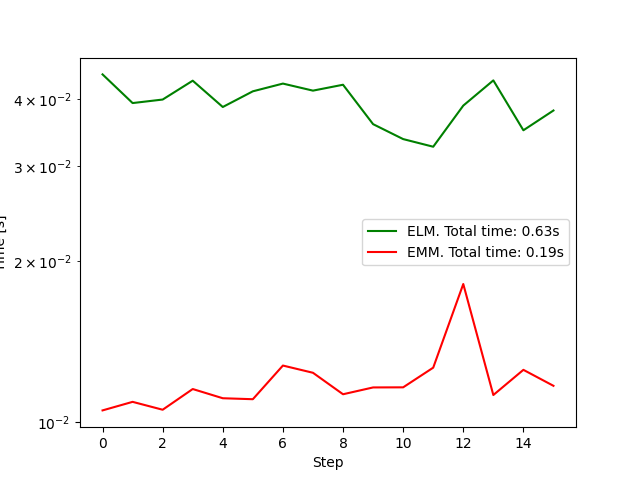 4 × 10⁻²
3 × 10⁻²
2 × 10⁻²
10⁻²
ELM. Total time: 0.63s
EMM. Total time: 0.19s
0 2 4 6 8 10 12 14
Step